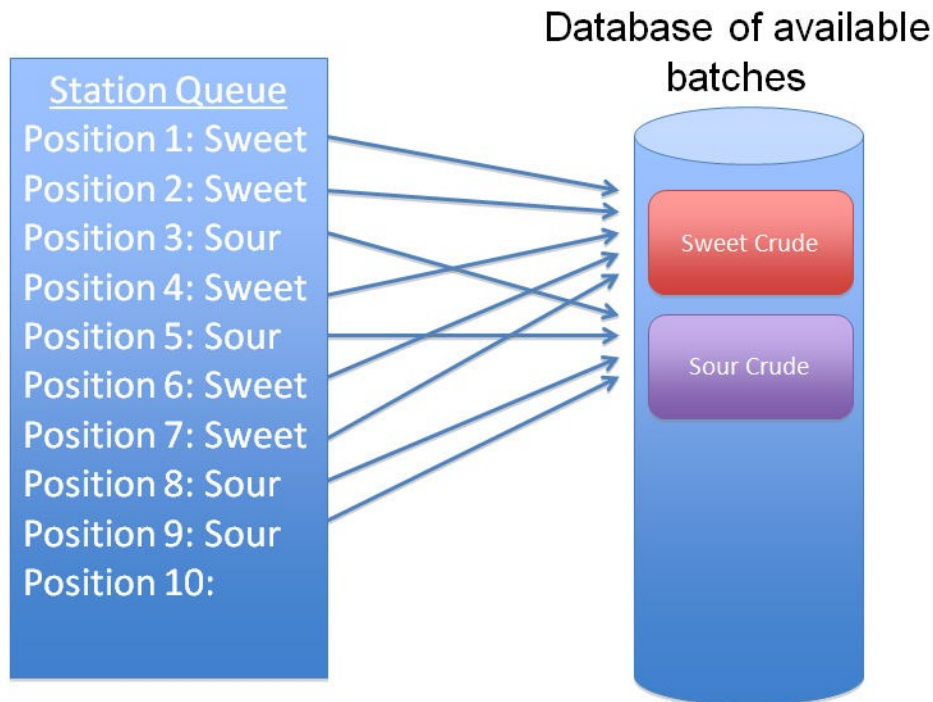 Database of available
batches
Station Queue
Position 1: Sweet
Position 2: Sweet
Position 3: Sour
Position 4: Sweet
Position 5: Sour
Position 6: Sweet
Position 7: Sweet
Position 8: Sour
Position 9: Sour
Position 10:
Sweet Crude
Sour Crude